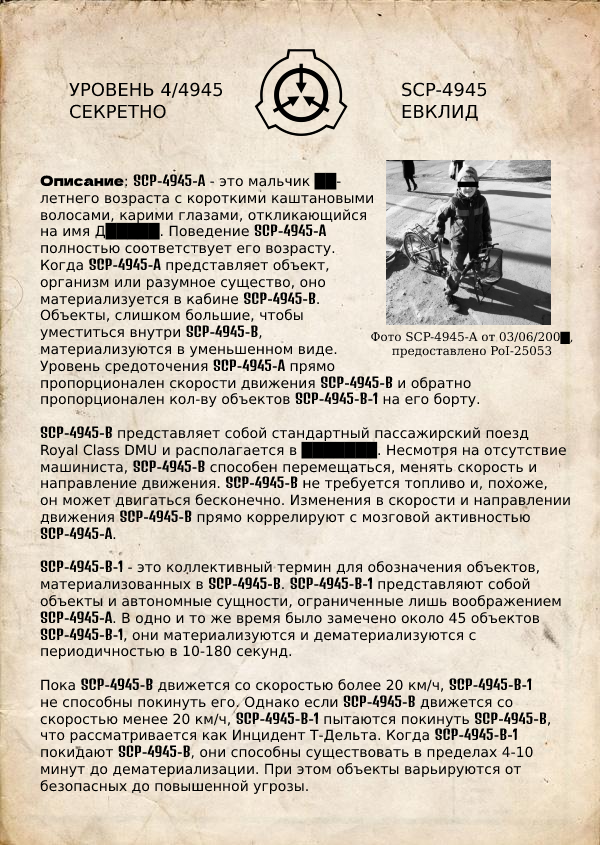 УРОВЕНЬ 4/4945
СЕКРЕТНО
SCP-4945
ЕВКЛИД
Описание; SCP-4945-A - это мальчик ██-
летнего возраста с короткими каштановыми
волосами, карими глазами, откликающийся
на имя Д█████. Поведение SCP-4945-A
полностью соответствует его возрасту.
Когда SCP-4945-A представляет объект,
организм или разумное существо, оно
материализуется в кабине SCP-4945-B.
Объекты, слишком большие, чтобы
уместиться внутри SCP-4945-B,
материализуются в уменьшенном виде.
Уровень средоточения SCP-4945-A прямо
пропорционален скорости движения SCP-4945-B и обратно
пропорционален кол-ву объектов SCP-4945-B-1 на его борту.
Фото SCP-4945-A от 03/06/200█,
предоставлено PoI-25053
SCP-4945-B представляет собой стандартный пассажирский поезд
Royal Class DMU и располагается в ███████. Несмотря на отсутствие
машиниста, SCP-4945-B способен перемещаться, менять скорость и
направление движения. SCP-4945-B не требуется топливо и, похоже,
он может двигаться бесконечно. Изменения в скорости и направлении
движения SCP-4945-B прямо коррелируют с мозговой активностью
SCP-4945-A.
SCP-4945-B-1 - это коллективный термин для обозначения объектов,
материализованных в SCP-4945-B. SCP-4945-B-1 представляют собой
объекты и автономные сущности, ограниченные лишь воображением
SCP-4945-A. В одно и то же время было замечено около 45 объектов
SCP-4945-B-1, они материализуются и дематериализуются с
периодичностью в 10-180 секунд.
Пока SCP-4945-B движется со скоростью более 20 км/ч, SCP-4945-B-1
не способны покинуть его. Однако если SCP-4945-B движется со
скоростью менее 20 км/ч, SCP-4945-B-1 пытаются покинуть SCP-4945-B,
что рассматривается как Инцидент Т-Дельта. Когда SCP-4945-B-1
покидают SCP-4945-B, они способны существовать в пределах 4-10
минут до дематериализации. При этом объекты варьируются от
безопасных до повышенной угрозы.